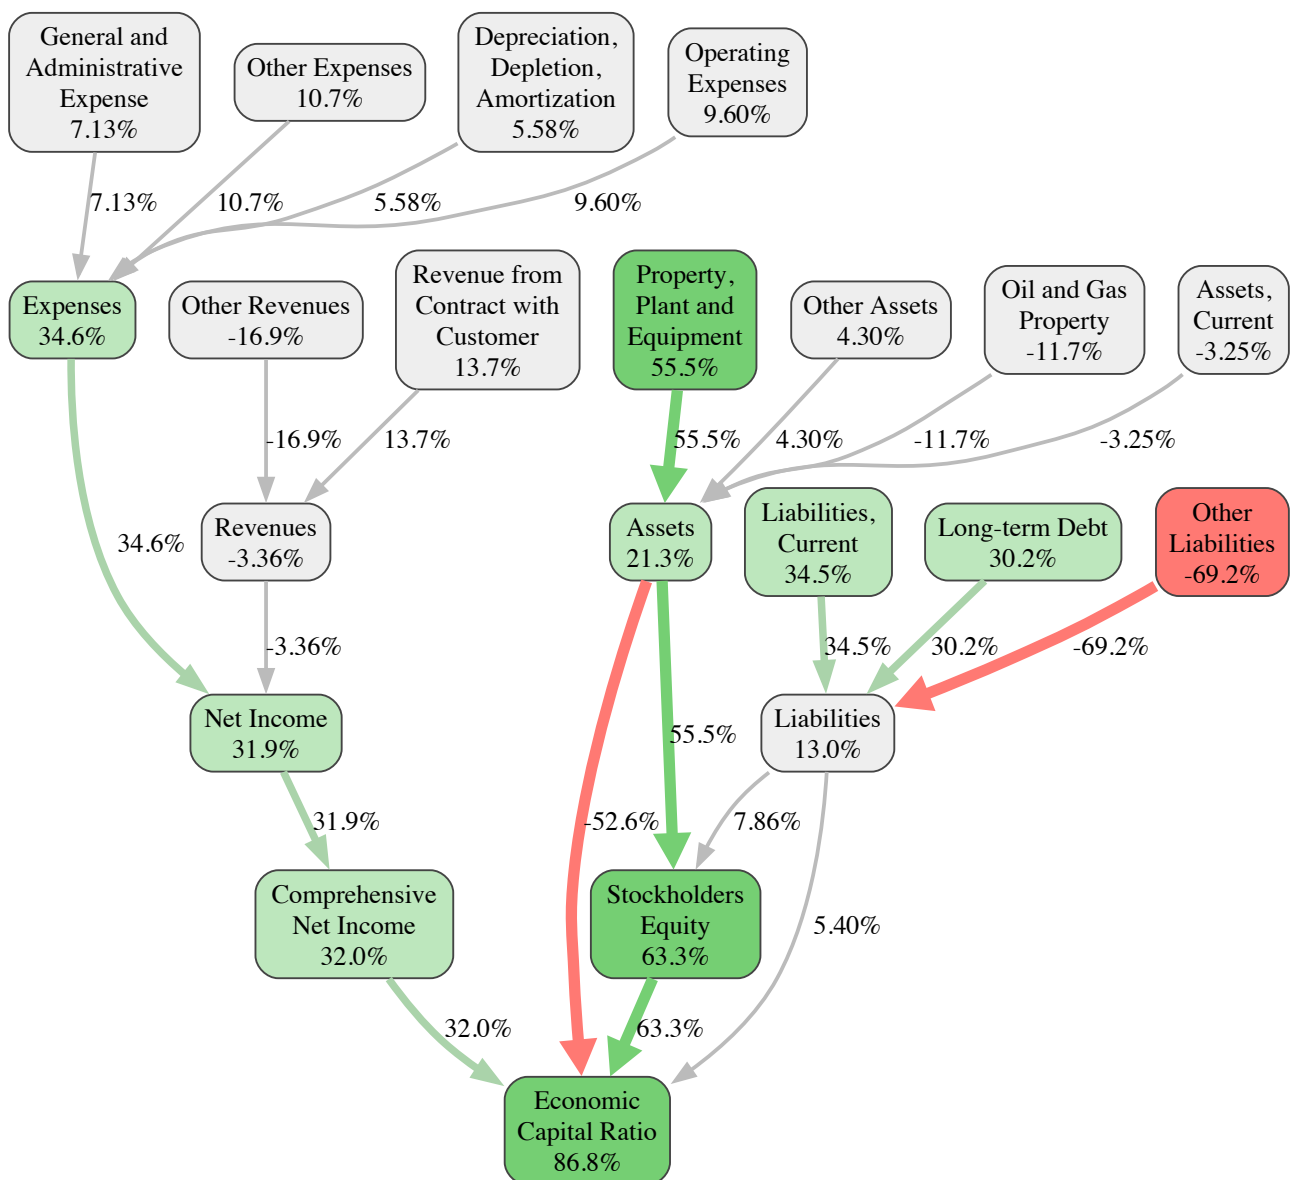 General and
Administrative
Expense
7.13%
Other Expenses
10.7%
Depreciation,
Depletion,
Amortization
5.58%
Operating
Expenses
9.60%
7.13%
10.7%
5.58%
9.60%
Expenses
34.6%
Other Revenues
-16.9%
Revenue from
Contract with
Customer
13.7%
Property,
Plant and
Equipment
55.5%
Other Assets
4.30%
Oil and Gas
Property
-11.7%
Assets,
Current
-3.25%
-16.9%
13.7%
55.5%
4.30%
-11.7%
-3.25%
34.6%
Revenues
-3.36%
Assets
21.3%
Liabilities,
Current
34.5%
Long-term Debt
30.2%
Other
Liabilities
-69.2%
-3.36%
34.5%
30.2%
-69.2%
Net Income
31.9%
55.5%
Liabilities
13.0%
31.9%
-52.6%
7.86%
Comprehensive
Net Income
32.0%
Stockholders
Equity
63.3%
5.40%
32.0%
63.3%
Economic
Capital Ratio
86.8%